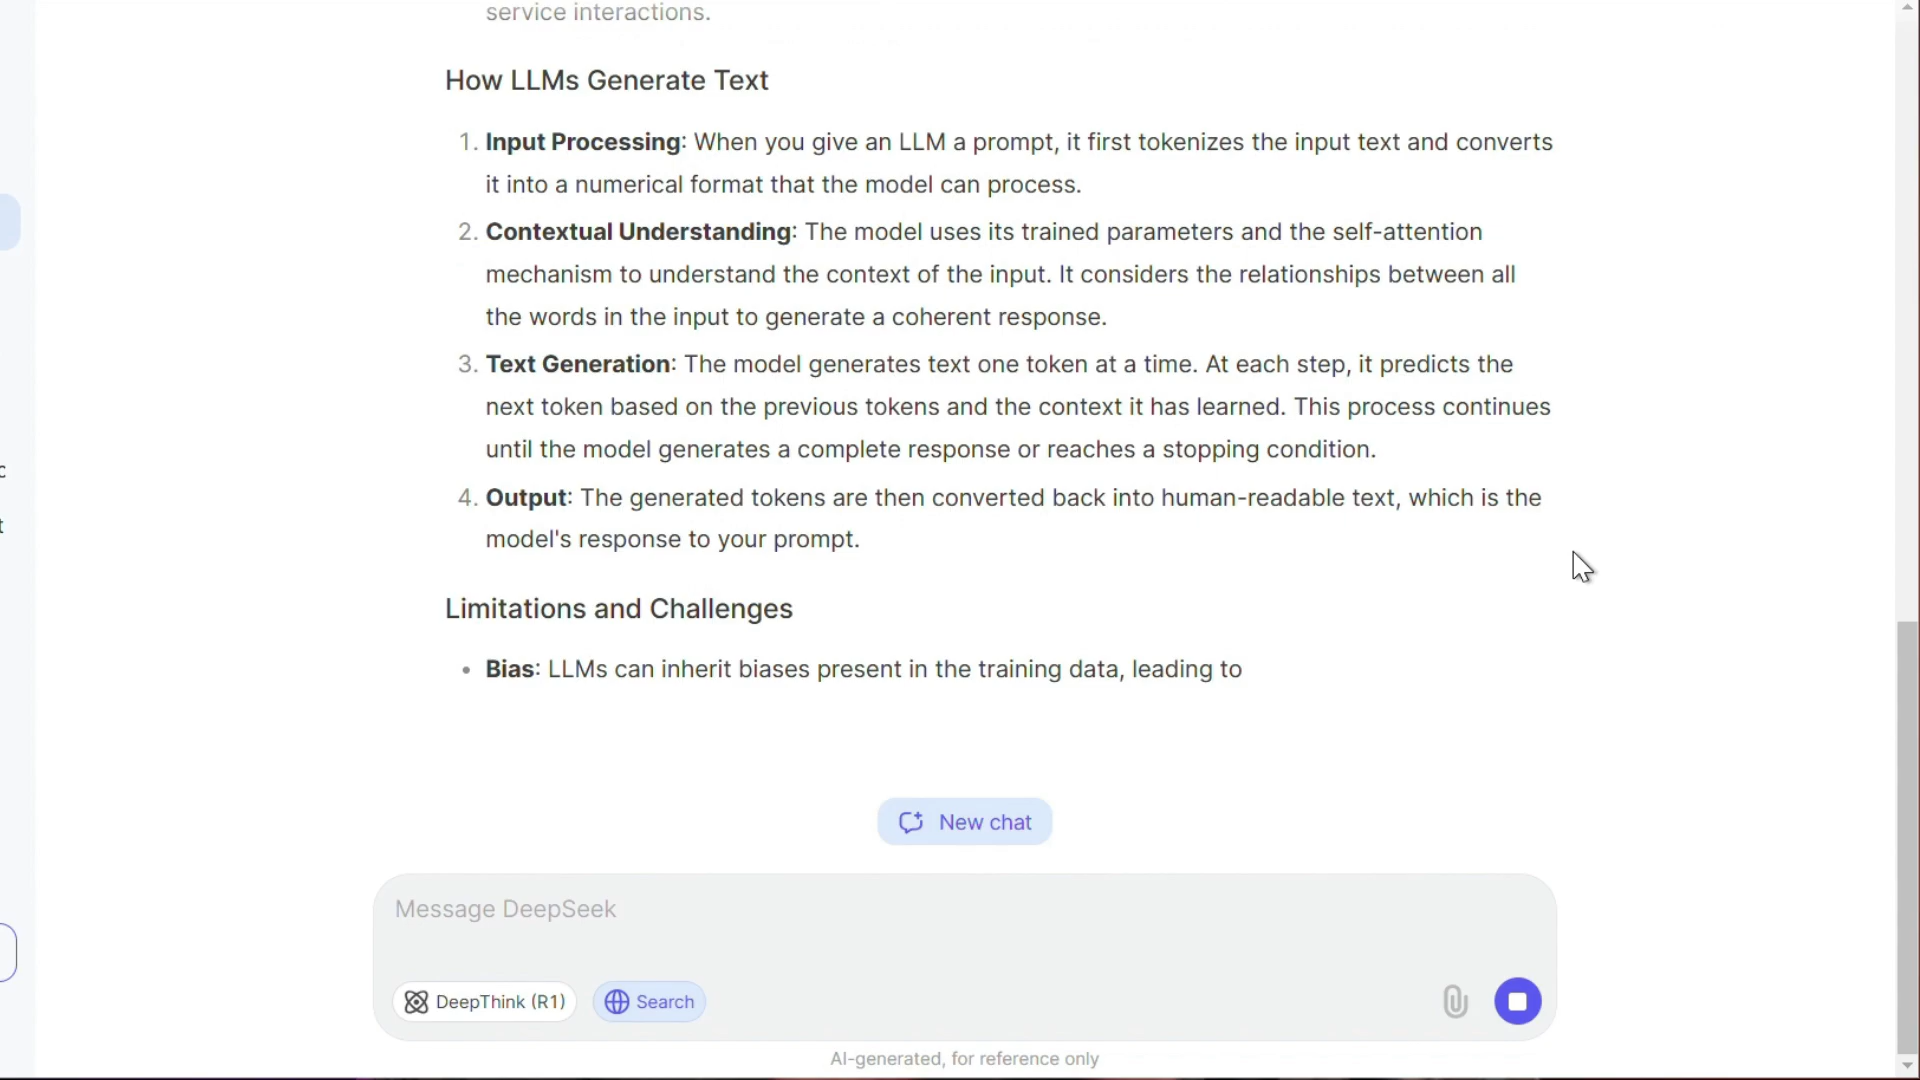 service interactions.
How LLMs Generate Text
1. Input Processing: When you give an LLM a prompt, it first tokenizes the input text and converts
it into a numerical format that the model can process.
2. Contextual Understanding: The model uses its trained parameters and the self-attention
mechanism to understand the context of the input. It considers the relationships between all
the words in the input to generate a coherent response.
3. Text Generation: The model generates text one token at a time. At each step, it predicts the
next token based on the previous tokens and the context it has learned. This process continues
until the model generates a complete response or reaches a stopping condition.
4. Output: The generated tokens are then converted back into human-readable text, which is the
model's response to your prompt.
Limitations and Challenges
• Bias: LLMs can inherit biases present in the training data, leading to
New chat
Message DeepSeek
DeepThink (R1) Search
AI-generated, for reference only